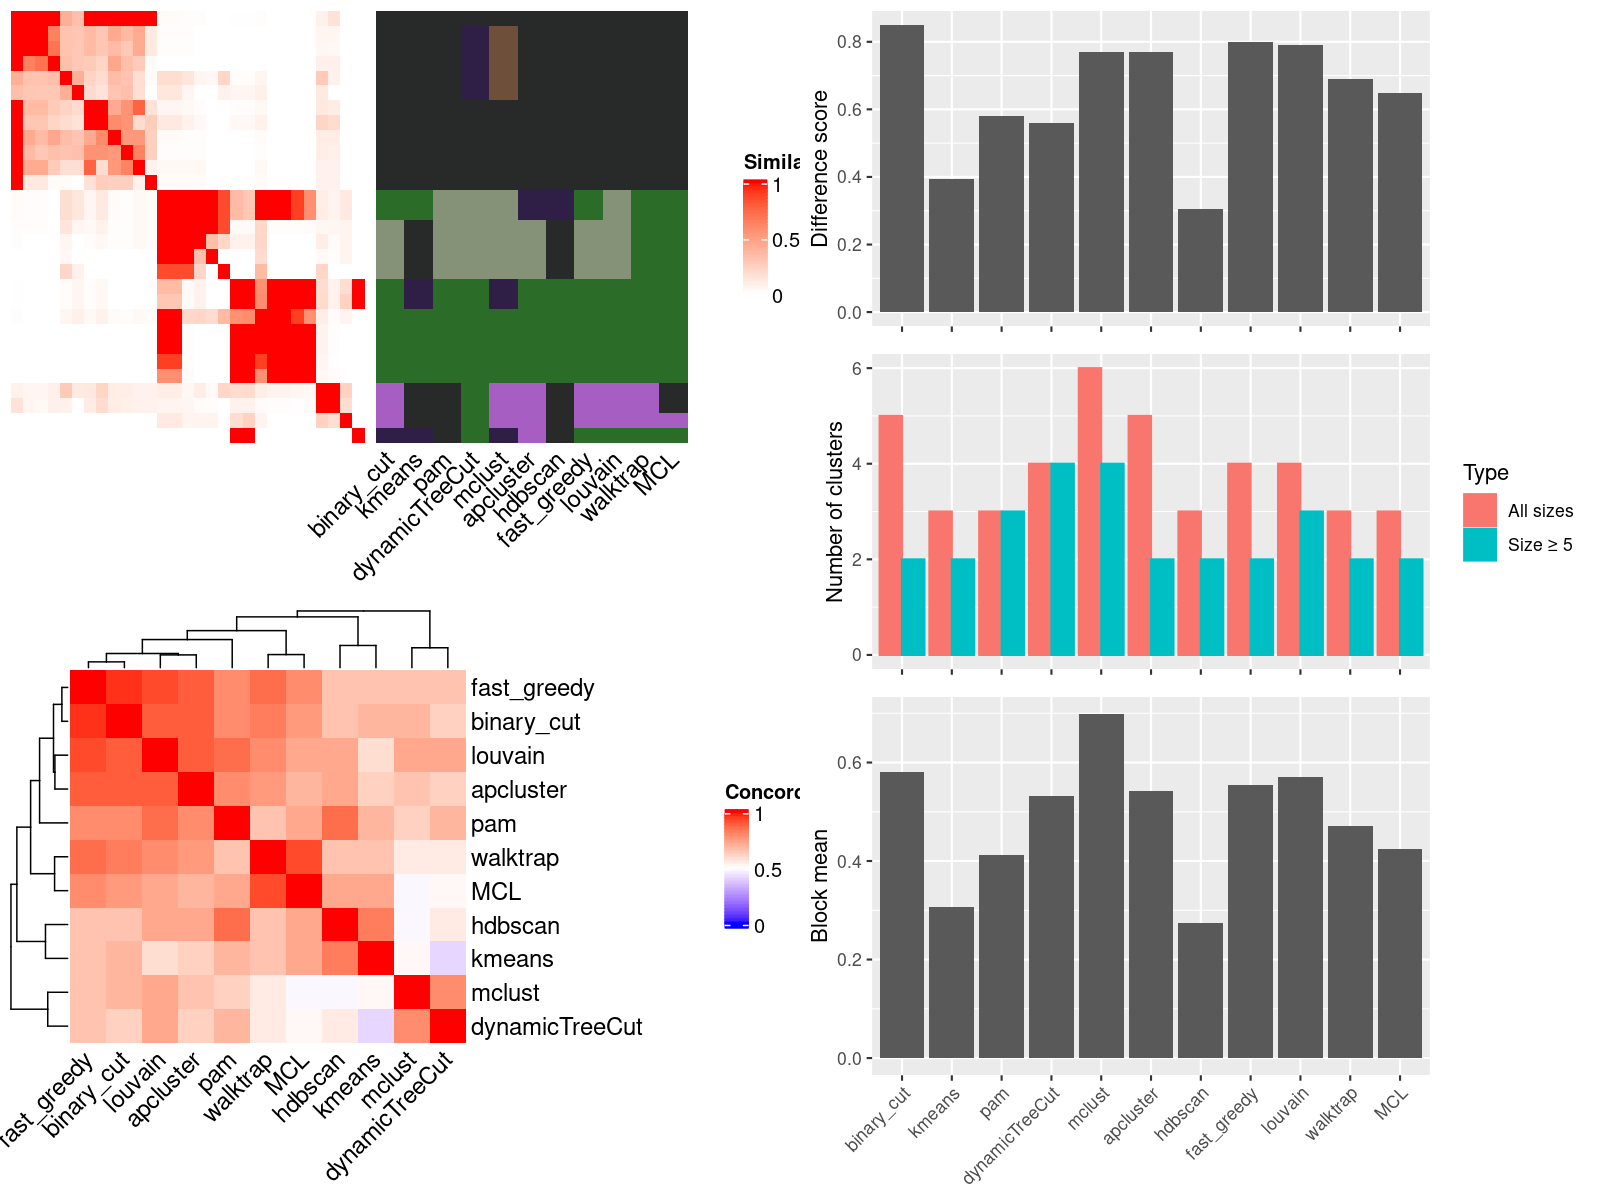 Simila
1
0.5
0
binary_cut
kmeans
pam
dynamicTreeCut
mclust
apcluster
hdbscan
fast_greedy
louvain
walktrap
MCL
fast_greedy
binary_cut
louvain
apcluster
pam
walktrap
MCL
hdbscan
kmeans
mclust
dynamicTreeCut
fast_greedy
binary_cut
louvain
apcluster
pam
walktrap
MCL
hdbscan
kmeans
mclust
dynamicTreeCut
Concord
1
0.5
0
Difference score
0.8
0.6
0.4
0.2
0.0
Number of clusters
6
4
2
0
Type
All sizes
Size ≥ 5
Block mean
0.6
0.4
0.2
0.0
binary_cut
kmeans
pam
dynamicTreeCut
mclust
apcluster
hdbscan
fast_greedy
louvain
walktrap
MCL